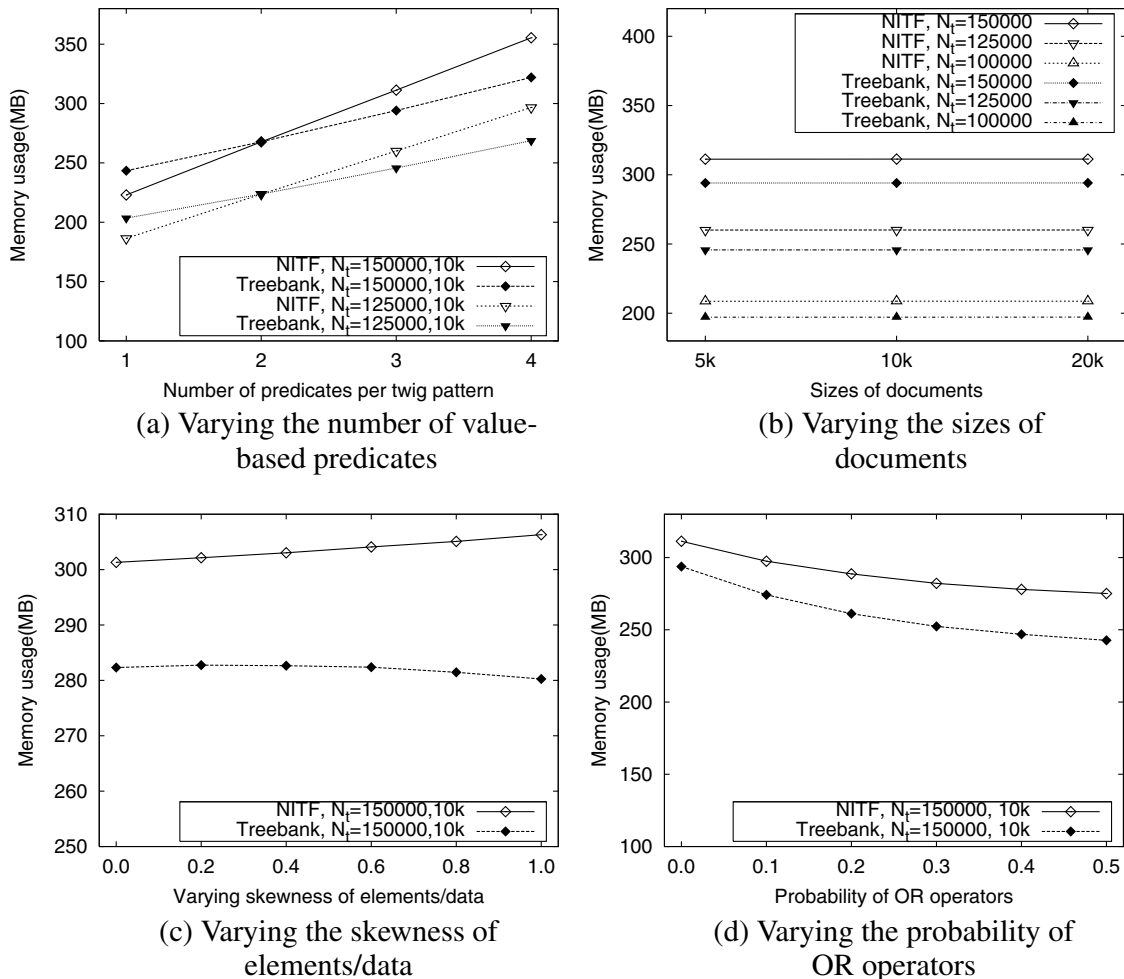 350
300
250
200
150
100
Memory usage(MB)
NITF, N_t=150000,10k
Treebank, N_t=150000,10k
NITF, N_t=125000,10k
Treebank, N_t=125000,10k
1 2 3 4
Number of predicates per twig pattern
(a) Varying the number of value-
based predicates
400
350
300
250
200
Memory usage(MB)
NITF, N_t=150000
NITF, N_t=125000
NITF, N_t=100000
Treebank, N_t=150000
Treebank, N_t=125000
Treebank, N_t=100000
5k 10k 20k
Sizes of documents
(b) Varying the sizes of
documents
310
300
290
280
270
260
250
Memory usage(MB)
NITF, N_t=150000,10k
Treebank, N_t=150000,10k
0.0 0.2 0.4 0.6 0.8 1.0
Varying skewness of elements/data
(c) Varying the skewness of
elements/data
300
250
200
150
100
Memory usage(MB)
NITF, N_t=150000, 10k
Treebank, N_t=150000, 10k
0.0 0.1 0.2 0.3 0.4 0.5
Probability of OR operators
(d) Varying the probability of
OR operators